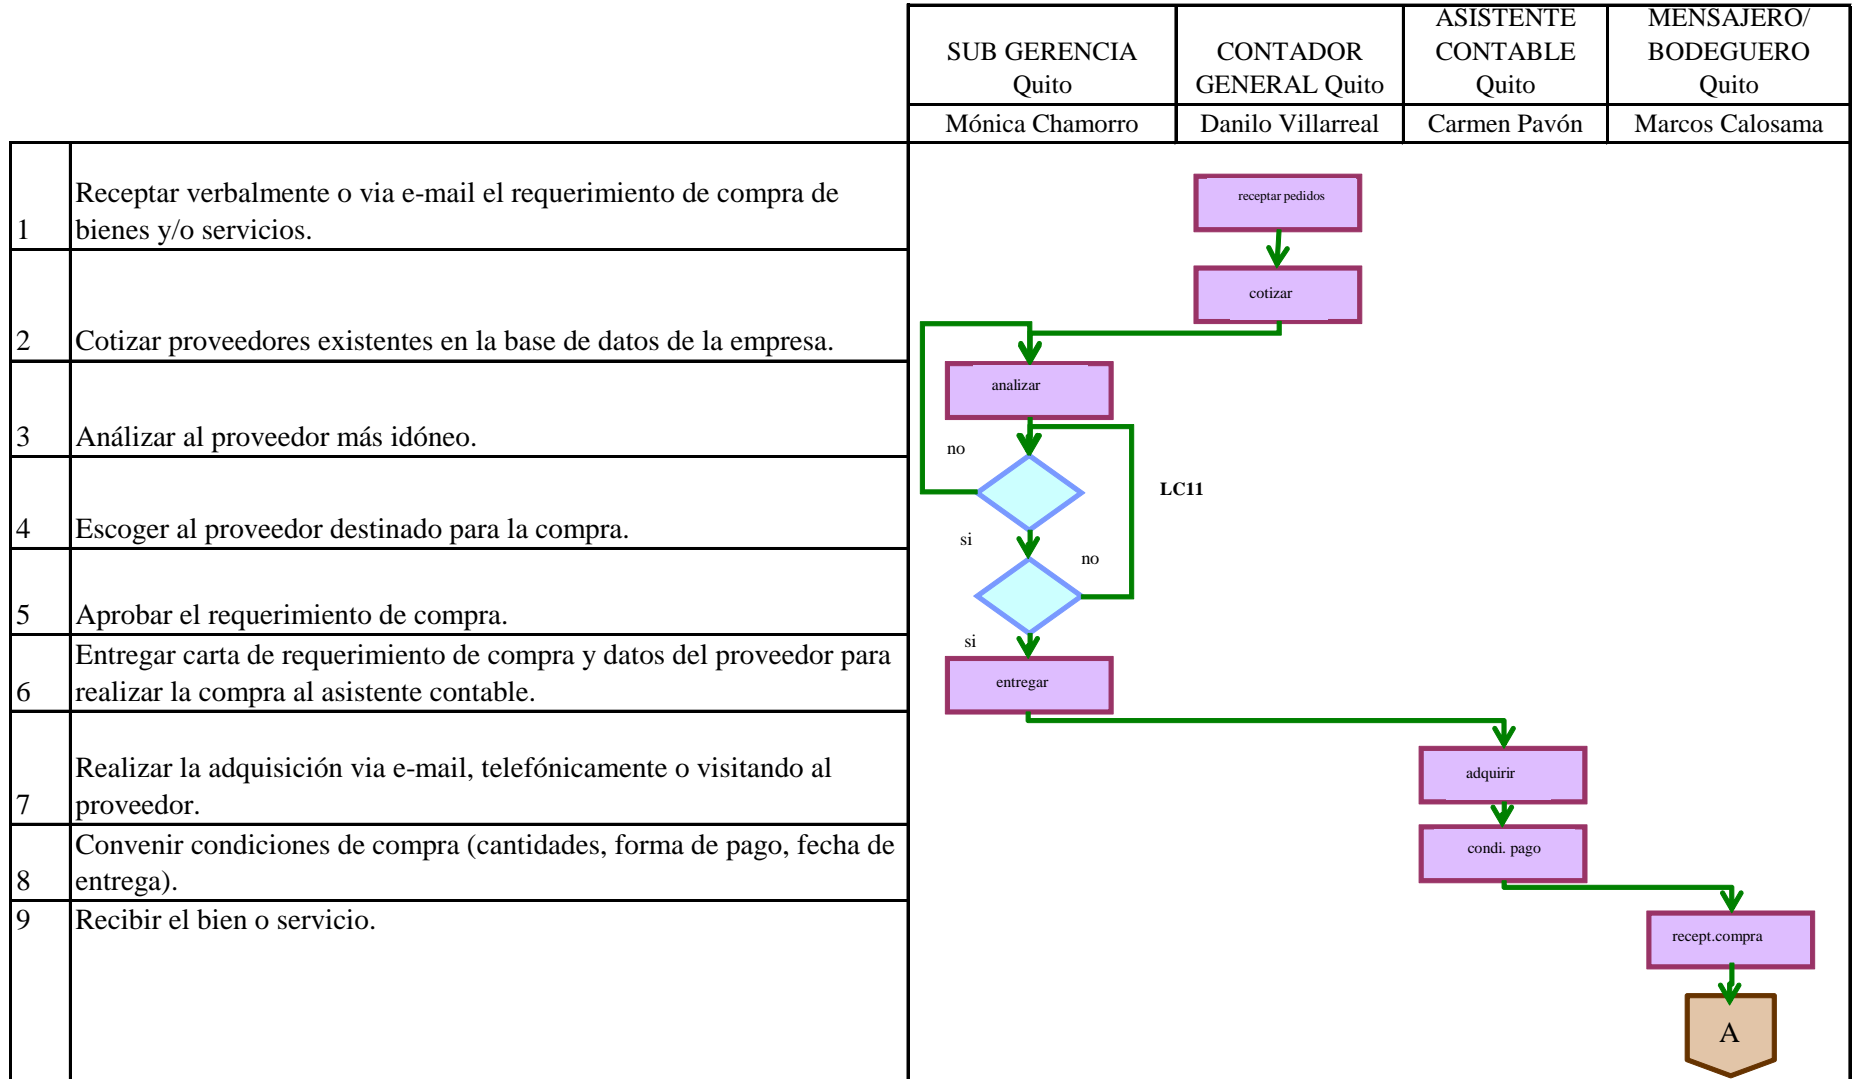 SUB GERENCIA
Quito
CONTADOR
GENERAL Quito
ASISTENTE
CONTABLE
Quito
MENSAJERO/
BODEGUERO
Quito
Mónica Chamorro
Danilo Villarreal
Carmen Pavón
Marcos Calosama
1
Receptar verbalmente o via e-mail el requerimiento de compra de
bienes y/o servicios.
receptar pedidos
2
Cotizar proveedores existentes en la base de datos de la empresa.
cotizar
3
Análizar al proveedor más idóneo.
analizar
no
4
Escoger al proveedor destinado para la compra.
LC11
si
no
5
Aprobar el requerimiento de compra.
si
6
Entregar carta de requerimiento de compra y datos del proveedor para
realizar la compra al asistente contable.
entregar
7
Realizar la adquisición via e-mail, telefónicamente o visitando al
proveedor.
adquirir
8
Convenir condiciones de compra (cantidades, forma de pago, fecha de
entrega).
condi. pago
9
Recibir el bien o servicio.
recept.compra
A